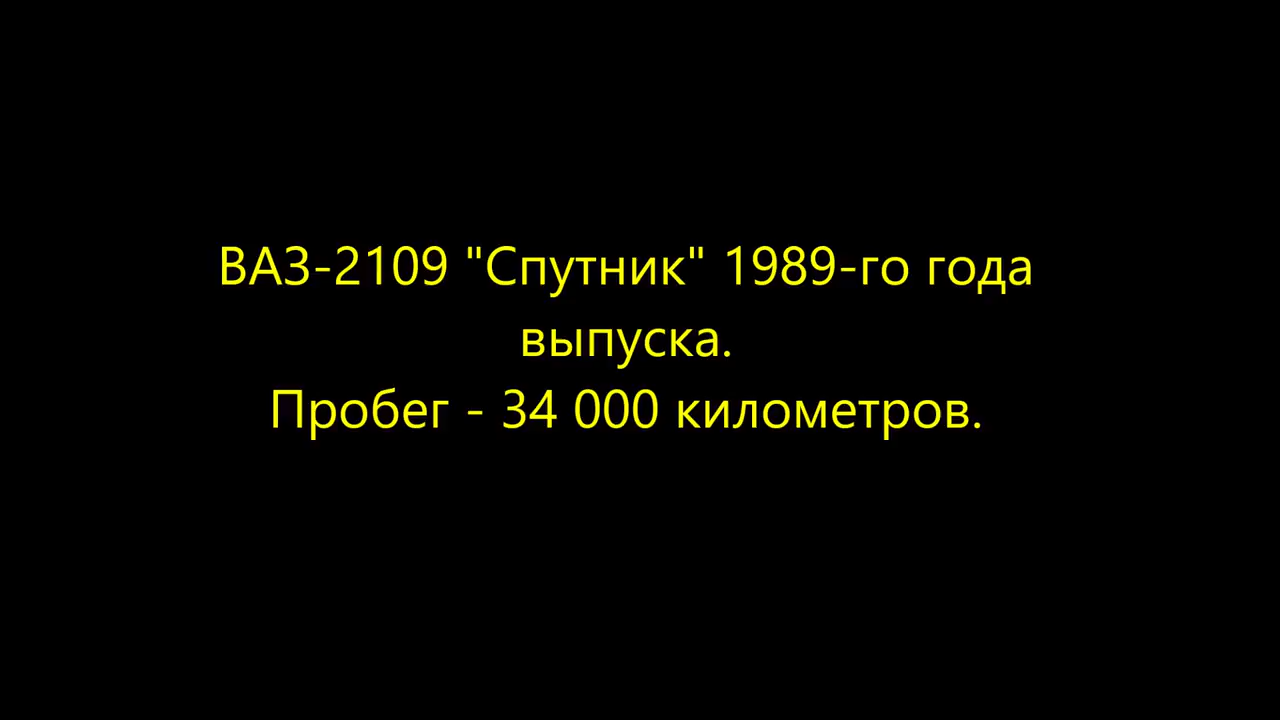 ВАЗ-2109 "Спутник" 1989-го года
выпуска.
Пробег - 34 000 километров.